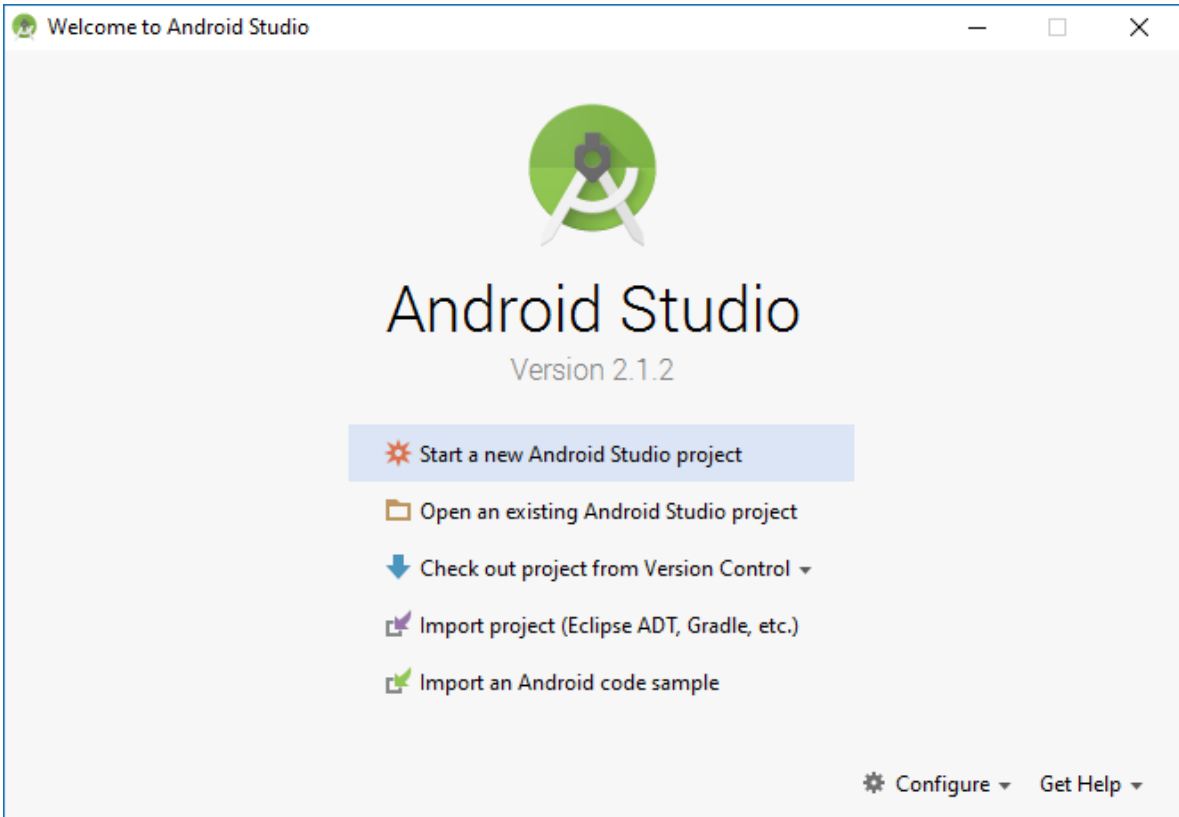 Welcome to Android Studio
Android Studio
Version 2.1.2
Start a new Android Studio project
Open an existing Android Studio project
Check out project from Version Control
Import project (Eclipse ADT, Gradle, etc.)
Import an Android code sample
Configure Get Help